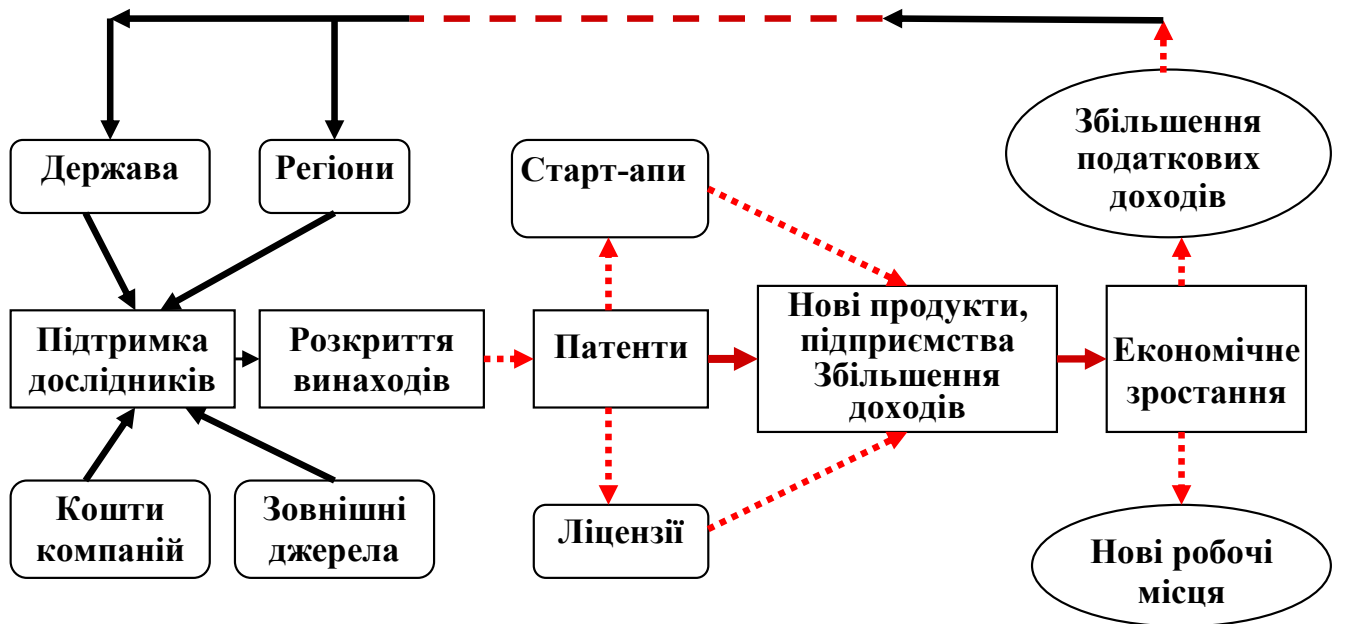 Держава
Регіони
Старт-апи
Збільшення
податкових
доходів
Підтримка
дослідників
Розкриття
винаходів
Патенти
Нові продукти,
підприємства
Збільшення
доходів
Економічне
зростання
Кошти
компаній
Зовнішні
джерела
Ліцензії
Нові робочі
місця